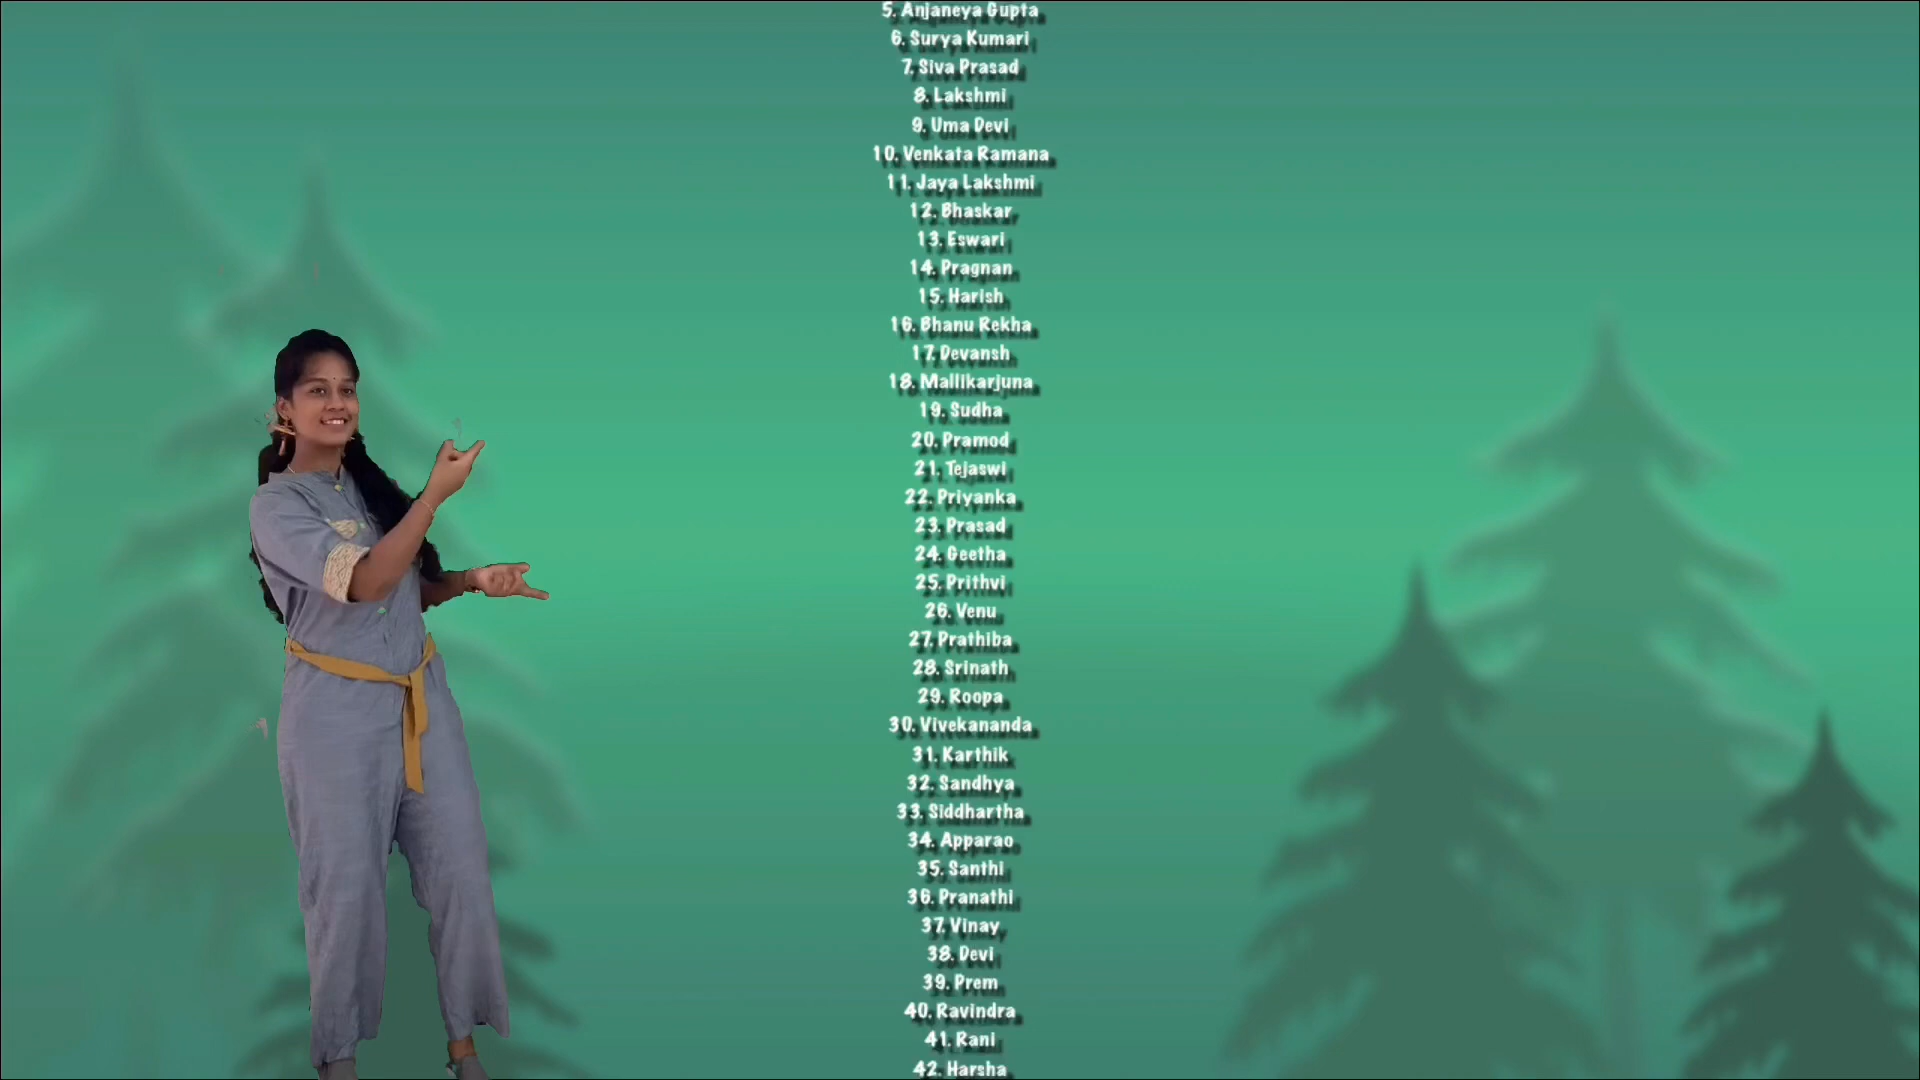 5. Anjaneya Gupta
6. Surya Kumari
7. Siva Prasad
8. Lakshmi
9. Uma Devi
10. Venkata Ramana
11. Jaya Lakshmi
12. Bhaskar
13. Eswari
14. Pragnan
15. Harish
16. Bhanu Rekha
17. Devansh
18. Mallikarjuna
19. Sudha
20. Pramod
21. Tejaswi
22. Priyanka
23. Prasad
24. Geetha
25. Prithvi
26. Venu
27. Prathiba
28. Srinath
29. Roopa
30. Vivekananda
31. Karthik
32. Sandhya
33. Siddhartha
34. Apparao
35. Santhi
36. Pranathi
37. Vinay
38. Devi
39. Prem
40. Ravindra
41. Rani
42. Harsha